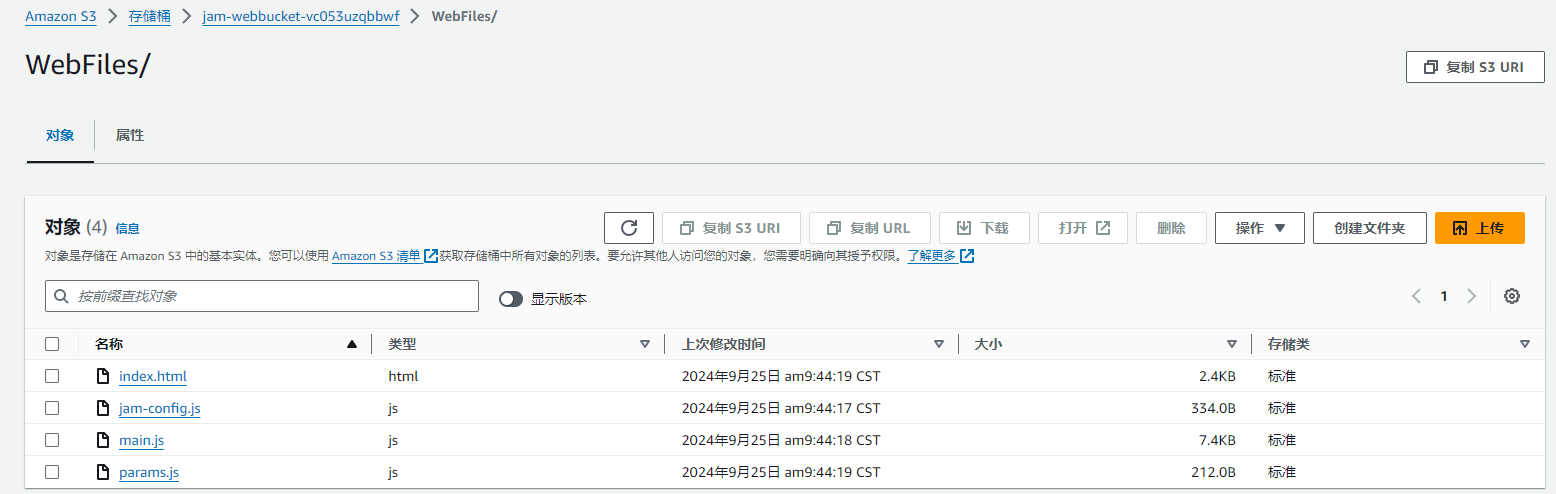 Amazon S3 > 存储桶 > jam-webbucket-vc053uzqbbwf > WebFiles/
WebFiles/
复制 S3 URI
对象 属性
对象 (4) 信息
复制 S3 URI 复制 URL 下载 打开 删除 操作 创建文件夹 上传
对象是存储在 Amazon S3 中的基本实体。您可以使用 Amazon S3 清单 获取存储桶中所有对象的列表。要允许其他人访问您的对象，您需要明确向其授予权限。了解更多
按前缀查找对象 显示版本 1
名称 类型 上次修改时间 大小 存储类
index.html html 2024年9月25日 am9:44:19 CST 2.4KB 标准
jam-config.js js 2024年9月25日 am9:44:17 CST 334.0B 标准
main.js js 2024年9月25日 am9:44:18 CST 7.4KB 标准
params.js js 2024年9月25日 am9:44:19 CST 212.0B 标准